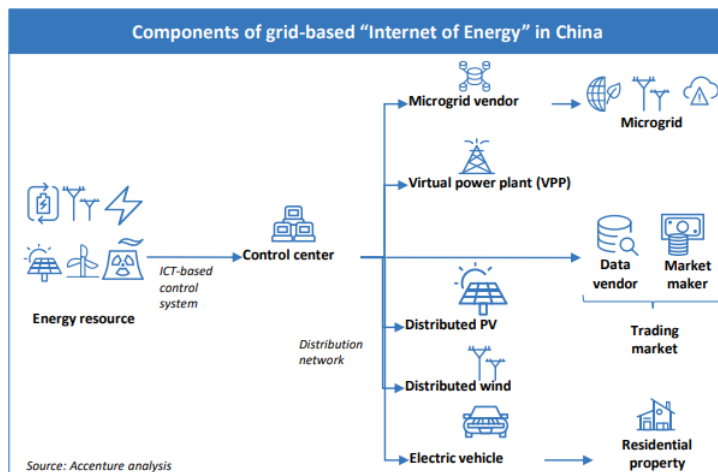 Components of grid-based “Internet of Energy” in China
Microgrid vendor
Microgrid
Virtual power plant (VPP)
Control center
ICT-based
control
system
Energy resource
Data
vendor
Market
maker
Trading
market
Distributed PV
Distribution
network
Distributed wind
Electric vehicle
Residential
property
Source: Accenture analysis